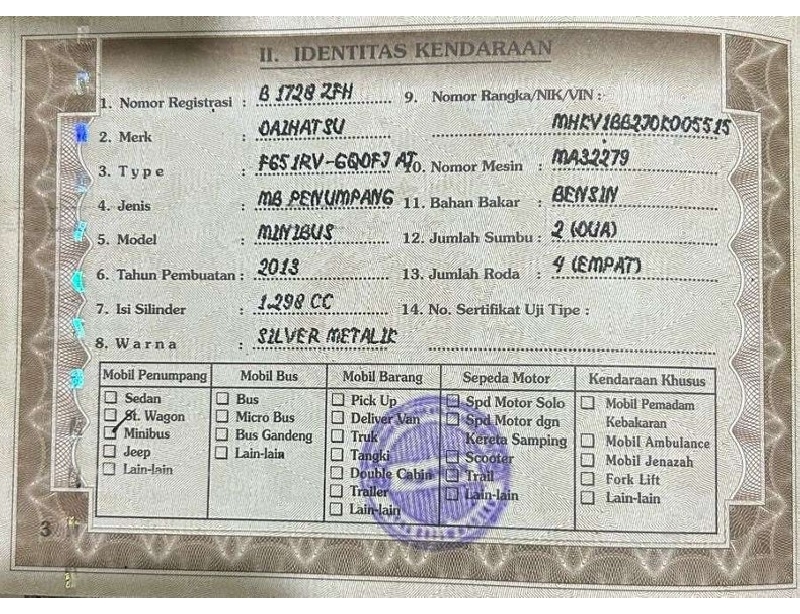 II. IDENTITAS KENDARAAN
1. Nomor Registrasi : B 1728 ZFH
2. Merk : DAIHATSU
3. Type : F651RV-GQDFJ AT
4. Jenis : MB PENUMPANG
5. Model : MINIBUS
6. Tahun Pembuatan : 2013
7. Isi Silinder : 1.298 CC
8. Warna : SILVER METALIK
9. Nomor Rangka/NIK/VIN :
MHKV1BB2JDK005515
10. Nomor Mesin : MA32279
11. Bahan Bakar : BENSIN
12. Jumlah Sumbu : 2 (DUA)
13. Jumlah Roda : 4 (EMPAT)
14. No. Sertifikat Uji Tipe :
Mobil Penumpang
Sedan
St. Wagon
Minibus
Jeep
Lain-lain
Mobil Bus
Bus
Micro Bus
Bus Gandeng
Lain-lain
Mobil Barang
Pick Up
Deliver Van
Truk
Tangki
Double Cabin
Trailer
Lain-lain
Sepeda Motor
Spd Motor Solo
Spd Motor dgn
Kereta Samping
Scooter
Trail
Lain-lain
Kendaraan Khusus
Mobil Pemadam
Kebakaran
Mobil Ambulance
Mobil Jenazah
Fork Lift
Lain-lain
3